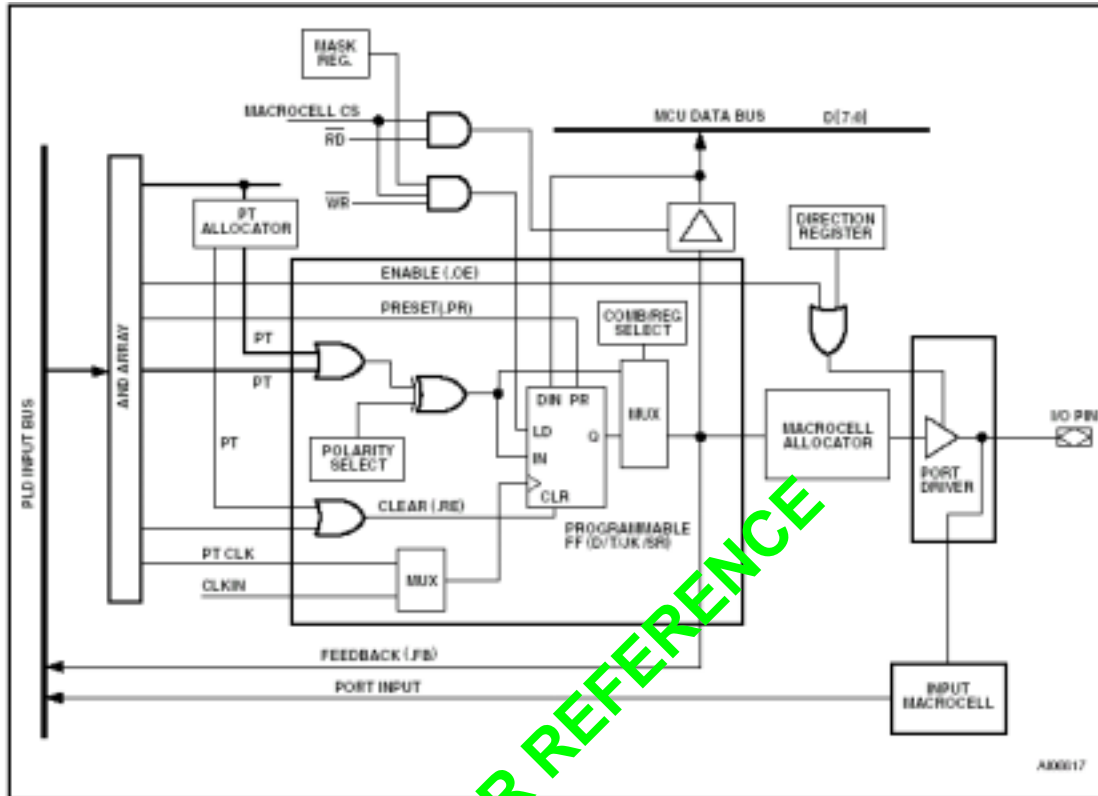 MASK
REG.
MACROCELL CS
RD
WR
MCU DATA BUS
D[7:0]
PT
ALLOCATOR
DIRECTION
REGISTER
ENABLE (.OE)
PRESET(.PR)
COMB/REG
SELECT
AND ARRAY
PLD INPUT BUS
PT
PT
PT
DIN PR
LD
IN
Q
CLR
MUX
POLARITY
SELECT
MACROCELL
ALLOCATOR
PORT
DRIVER
I/O PIN
CLEAR (.RE)
PROGRAMMABLE
FF (D/T/JK/SR)
PT CLK
CLKIN
MUX
FEEDBACK (.FB)
PORT INPUT
INPUT
MACROCELL
AI06617
R REFERENCE